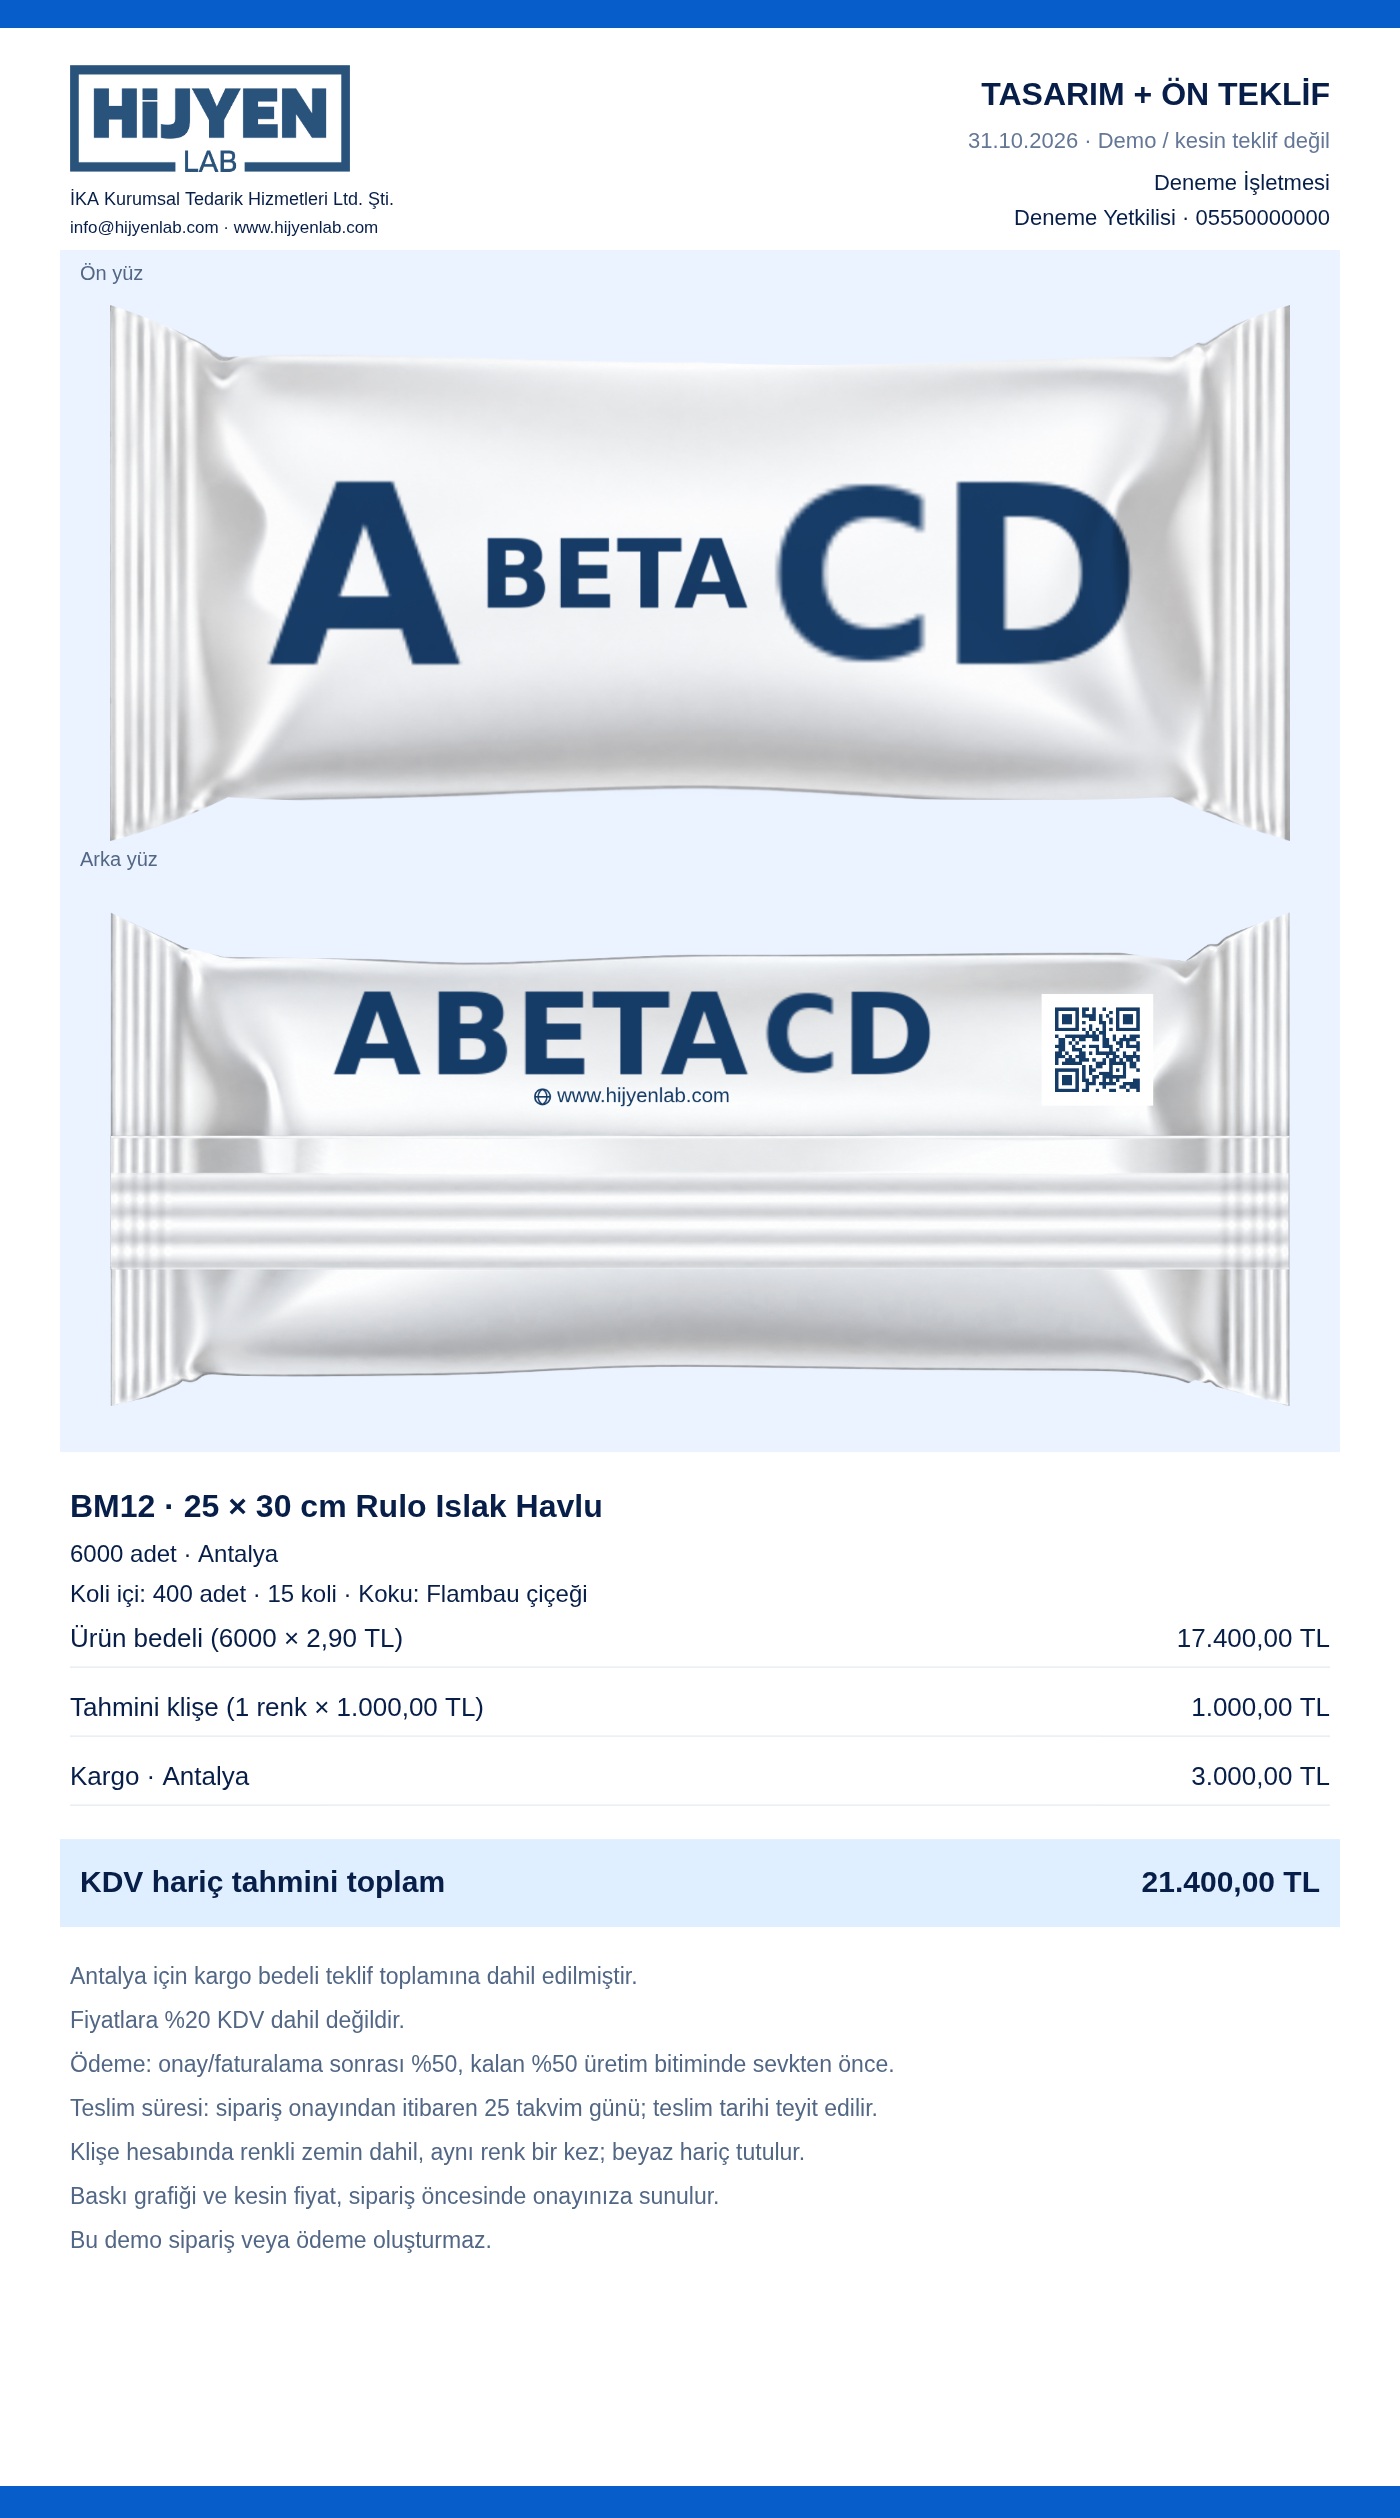 HiJYEN
LAB
İKA Kurumsal Tedarik Hizmetleri Ltd. Şti.
info@hijyenlab.com · www.hijyenlab.com
TASARIM + ÖN TEKLİF
31.10.2026 · Demo / kesin teklif değil
Deneme İşletmesi
Deneme Yetkilisi · 05550000000
Ön yüz
A BETA CD
Arka yüz
ABETA CD
www.hijyenlab.com
BM12 · 25 × 30 cm Rulo Islak Havlu
6000 adet · Antalya
Koli içi: 400 adet · 15 koli · Koku: Flambau çiçeği
Ürün bedeli (6000 × 2,90 TL) 17.400,00 TL
Tahmini klişe (1 renk × 1.000,00 TL) 1.000,00 TL
Kargo · Antalya 3.000,00 TL
KDV hariç tahmini toplam 21.400,00 TL
Antalya için kargo bedeli teklif toplamına dahil edilmiştir.
Fiyatlara %20 KDV dahil değildir.
Ödeme: onay/faturalama sonrası %50, kalan %50 üretim bitiminde sevkten önce.
Teslim süresi: sipariş onayından itibaren 25 takvim günü; teslim tarihi teyit edilir.
Klişe hesabında renkli zemin dahil, aynı renk bir kez; beyaz hariç tutulur.
Baskı grafiği ve kesin fiyat, sipariş öncesinde onayınıza sunulur.
Bu demo sipariş veya ödeme oluşturmaz.